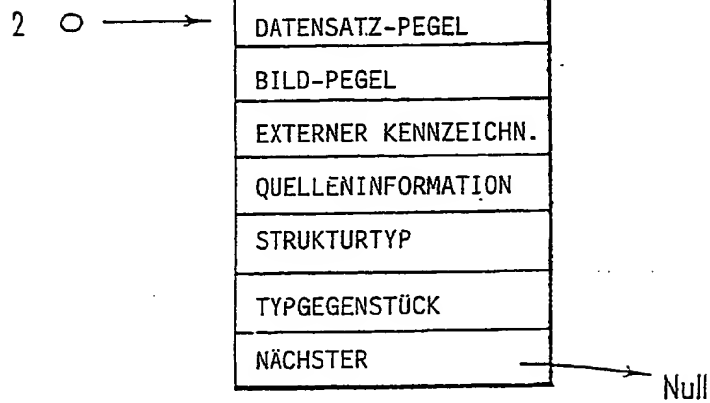 2 DATENSATZ-PEGEL
BILD-PEGEL
EXTERNER KENNZEICHN.
QUELLENINFORMATION
STRUKTURTYP
TYPGEGENSTÜCK
NÄCHSTER
Null